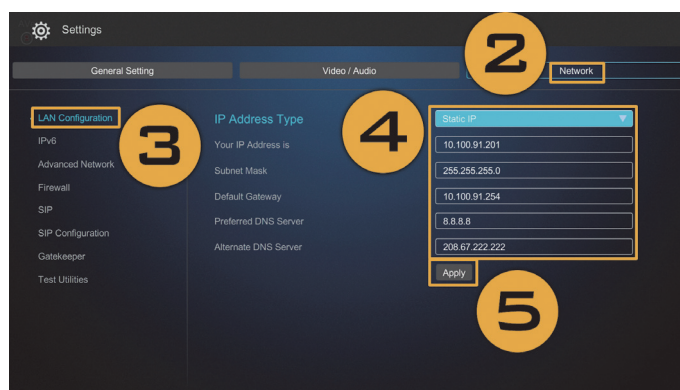 Settings
2
General Setting
Video / Audio
Network
LAN Configuration
IPv6
Advanced Network
Firewall
SIP
SIP Configuration
Gatekeeper
Test Utilities
3
4
IP Address Type
Static IP
Your IP Address is
10.100.91.201
Subnet Mask
255.255.255.0
Default Gateway
10.100.91.254
Preferred DNS Server
8.8.8.8
Alternate DNS Server
208.67.222.222
Apply
5